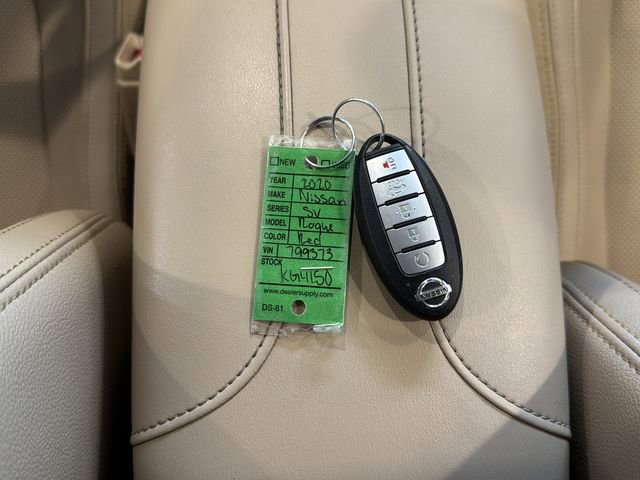 NEW USED
YEAR 2020
MAKE Nissan
SERIES SV
MODEL Rogue
COLOR Red
VIN 799373
STOCK
KG4150
www.dealersupply.com
DS-81
NISSAN